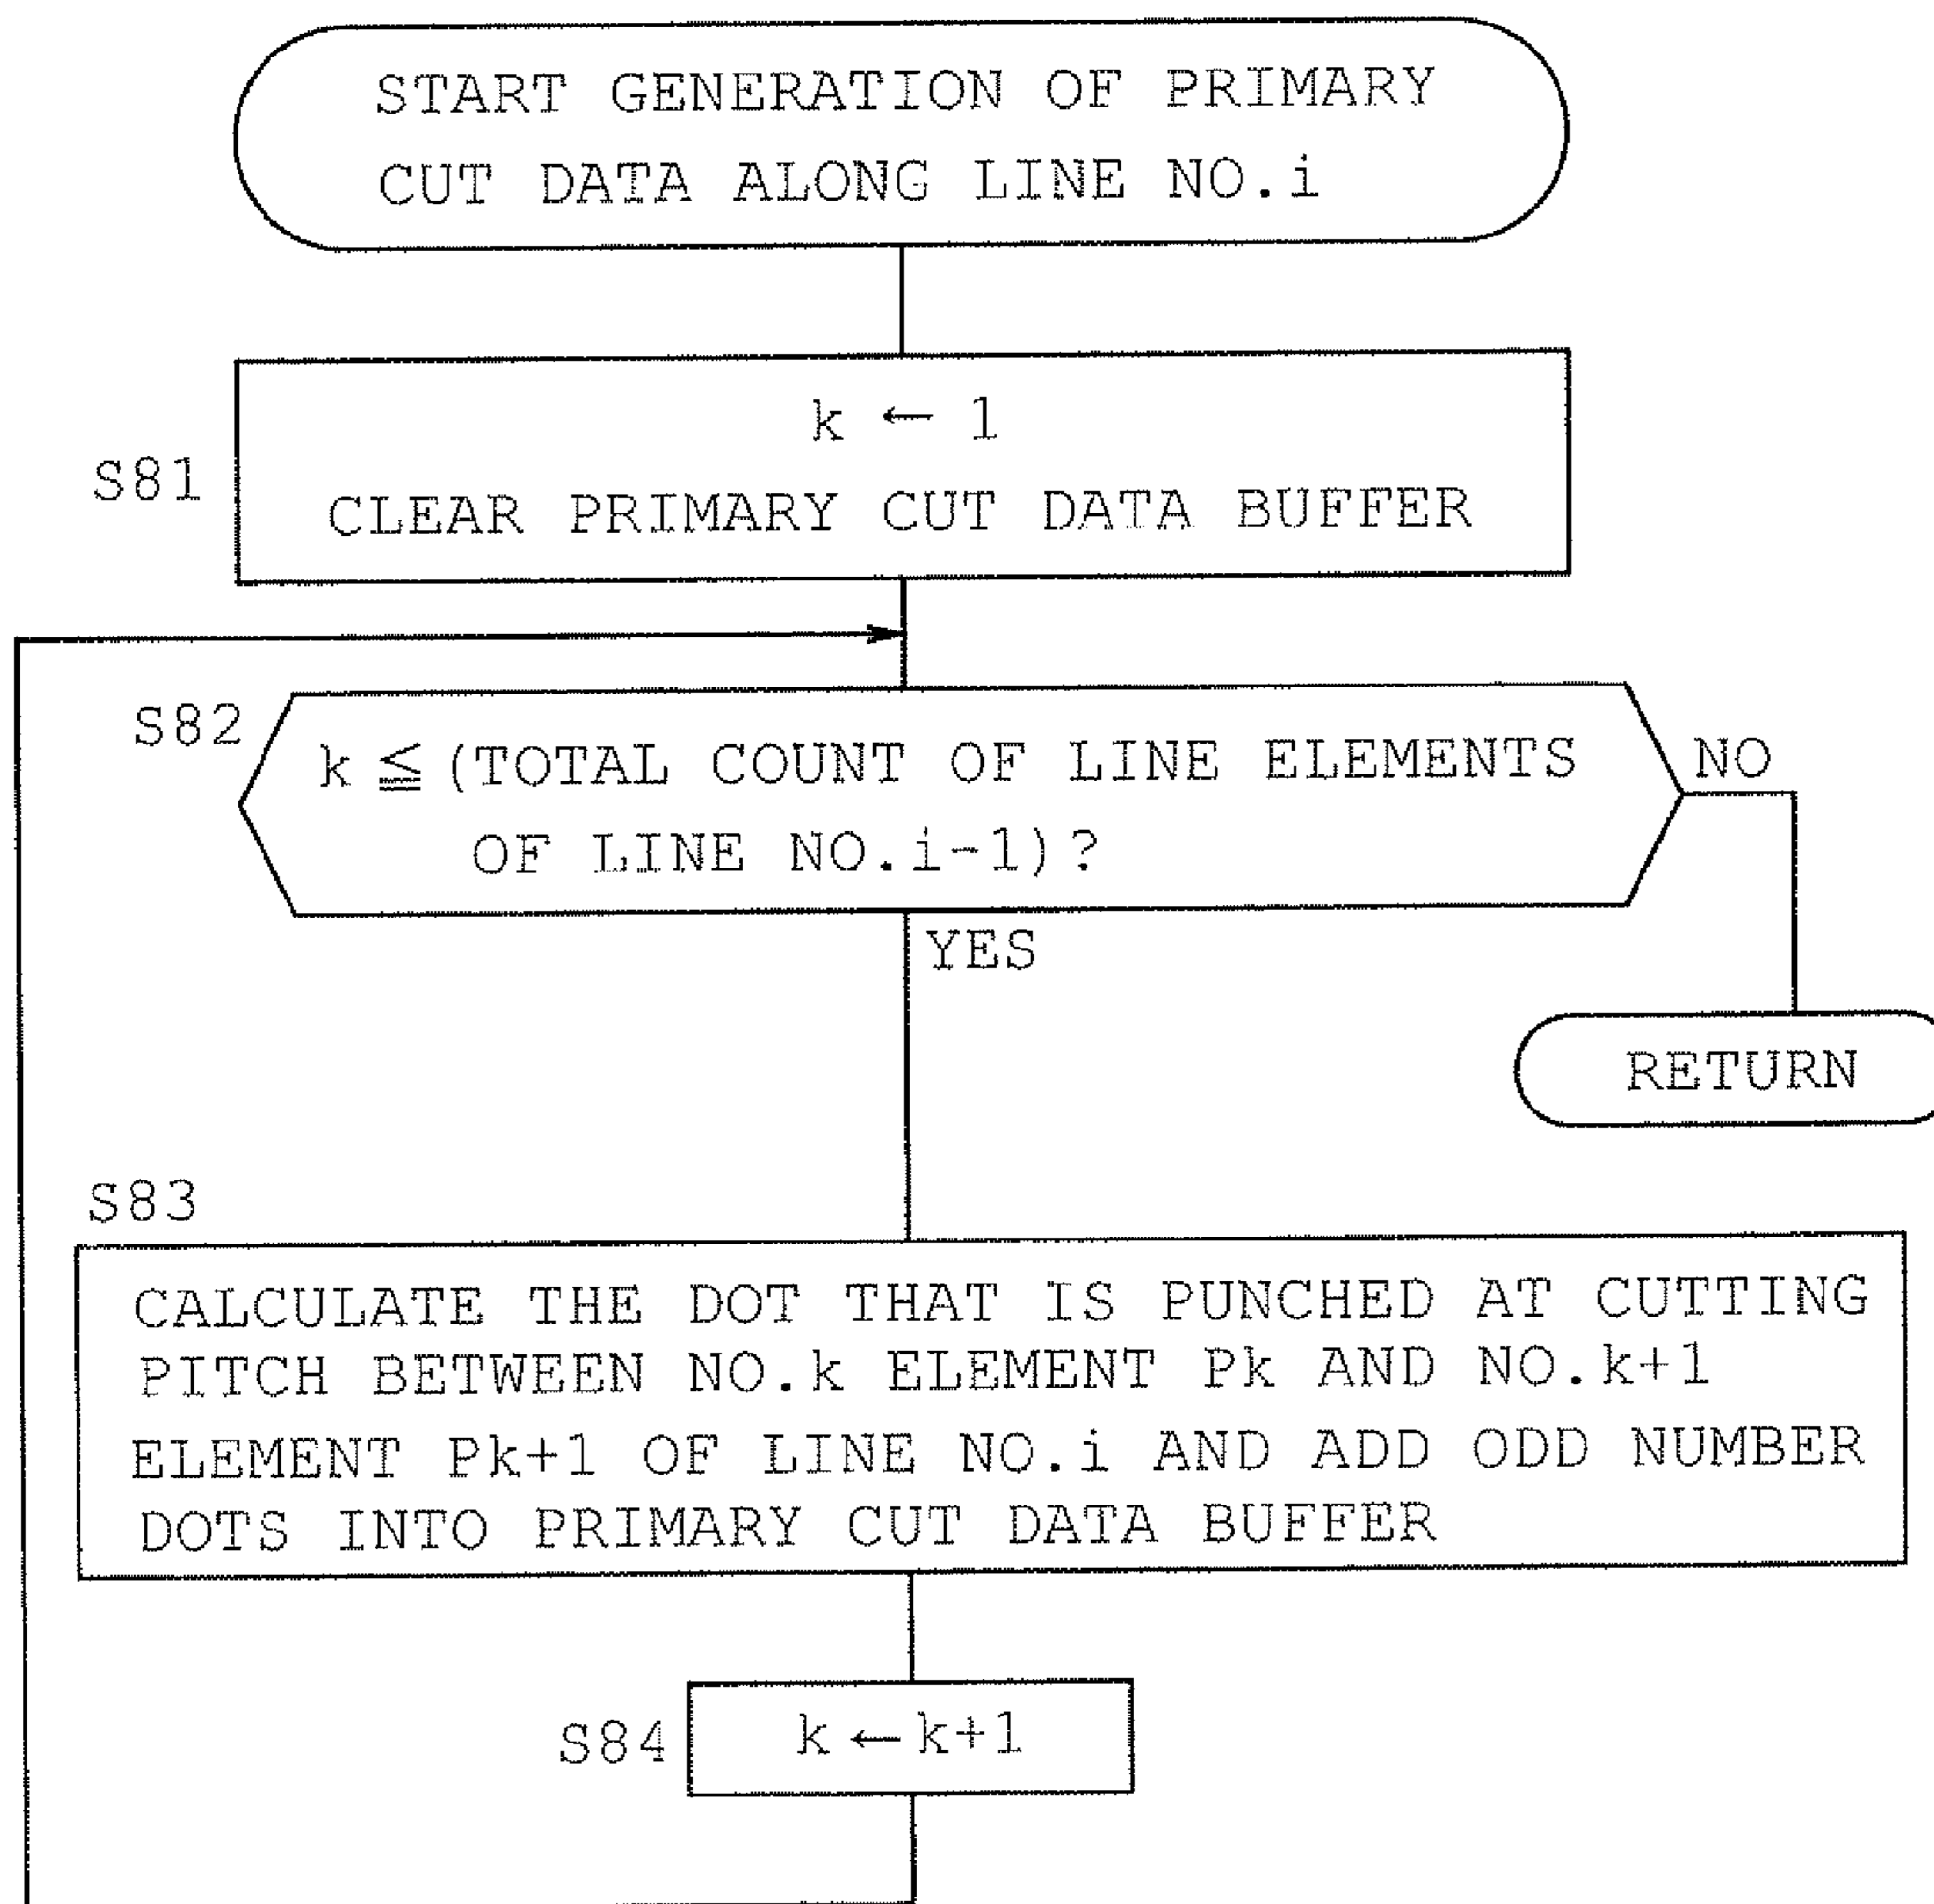 START GENERATION OF PRIMARY
CUT DATA ALONG LINE NO.i
k ← 1
S81
CLEAR PRIMARY CUT DATA BUFFER
S82
k ≦ (TOTAL COUNT OF LINE ELEMENTS
OF LINE NO.i-1)?
NO
YES
RETURN
S83
CALCULATE THE DOT THAT IS PUNCHED AT CUTTING
PITCH BETWEEN NO.k ELEMENT Pk AND NO.k+1
ELEMENT Pk+1 OF LINE NO.i AND ADD ODD NUMBER
DOTS INTO PRIMARY CUT DATA BUFFER
S84
k ← k+1